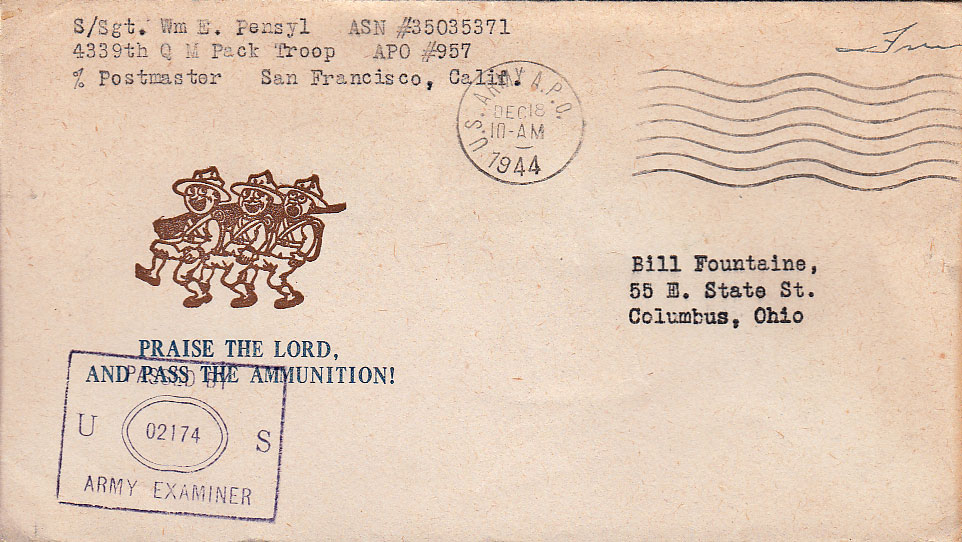 S/Sgt. Wm E. Pensyl ASN #35035371
4339th Q M Pack Troop APO #957
% Postmaster San Francisco, Calif.
Free
U.S. ARMY A.P.O.
DEC 18
10-AM
1944
Bill Fountaine,
55 E. State St.
Columbus, Ohio
PRAISE THE LORD,
AND PASS THE AMMUNITION!
PASSED BY
U 02174 S
ARMY EXAMINER